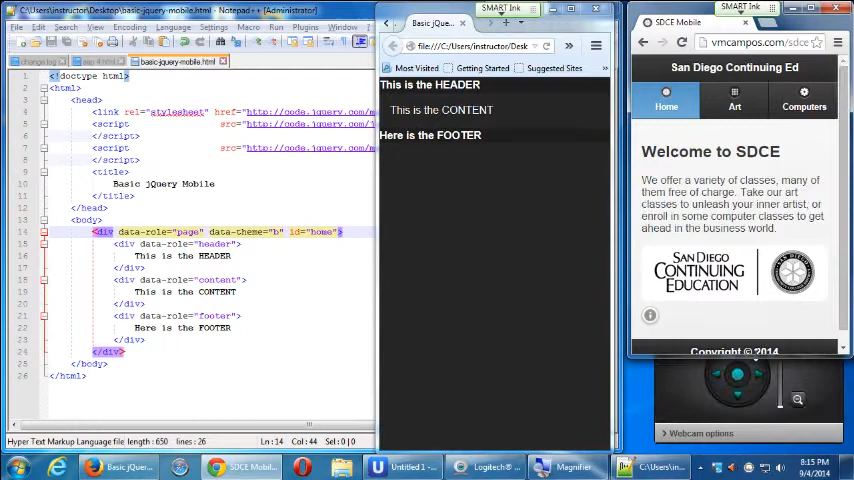 C:\Users\instructor\Desktop\basic-jquery-mobile.html - Notepad++ [Administrator]
File Edit Search View Encoding Language Settings Macro Run Plugins Window
change.log
basic-jquery-mobile.html
1 <!doctype html>
2 <html>
3 <head>
4 <link rel="stylesheet" href="http://code.jquery.com/m
5 <script src="http://code.jquery.com/j
6 </script>
7 <script src="http://code.jquery.com/m
8 </script>
9 <title>
10 Basic jQuery Mobile
11 </title>
12 </head>
13 <body>
14 <div data-role="page" data-theme="b" id="home">
15 <div data-role="header">
16 This is the HEADER
17 </div>
18 <div data-role="content">
19 This is the CONTENT
20 </div>
21 <div data-role="footer">
22 Here is the FOOTER
23 </div>
24 </div>
25 </body>
26 </html>
Hyper Text Markup Language file length : 650 lines : 26 Ln : 14 Col : 44 Sel : 0 | 0
SMART Ink
Basic jQuery Mobile
file:///C:/Users/instructor/Desk
Most Visited Getting Started Suggested Sites
This is the HEADER
This is the CONTENT
Here is the FOOTER
SMART Ink
SDCE Mobile
vmcampos.com/sdce
San Diego Continuing Ed
Home Art Computers
Welcome to SDCE
We offer a variety of classes, many of
them free of charge. Take our art
classes to unleash your inner artist; or
enroll in some computer classes to get
ahead in the business world.
SAN DIEGO
CONTINUING
EDUCATION
Copyright © 2014
Webcam options
Basic jQuery... SDCE Mobil... Untitled 1 -... Logitech® ... Magnifier C:\Users\in...
8:15 PM
9/4/2014